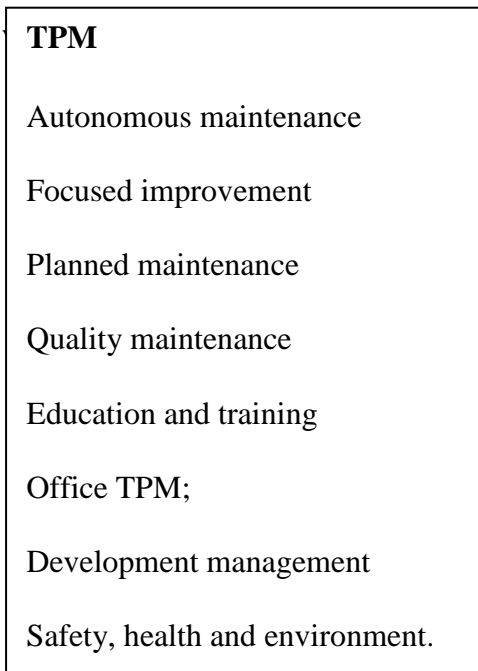 TPM
Autonomous maintenance
Focused improvement
Planned maintenance
Quality maintenance
Education and training
Office TPM;
Development management
Safety, health and environment.